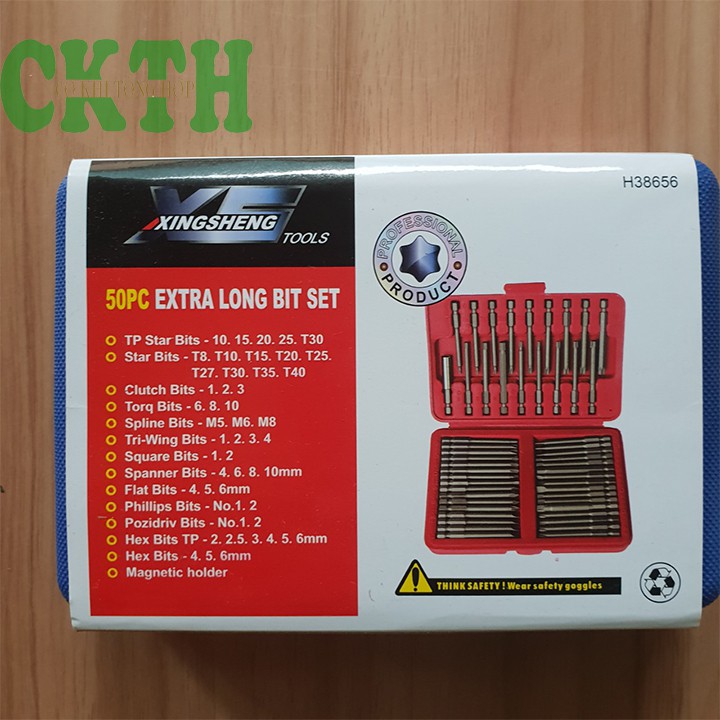 CKTH
H38656
XS
XINGSHENG
TOOLS
PROFESSIONAL
PRODUCT
50PC EXTRA LONG BIT SET
TP Star Bits - 10. 15. 20. 25. T30
Star Bits - T8. T10. T15. T20. T25.
T27. T30. T35. T40
Clutch Bits - 1. 2. 3
Torq Bits - 6. 8. 10
Spline Bits - M5. M6. M8
Tri-Wing Bits - 1. 2. 3. 4
Square Bits - 1. 2
Spanner Bits - 4. 6. 8. 10mm
Flat Bits - 4. 5. 6mm
Phillips Bits - No.1. 2
Pozidriv Bits - No.1. 2
Hex Bits TP - 2. 2.5. 3. 4. 5. 6mm
Hex Bits - 4. 5. 6mm
Magnetic holder
THINK SAFETY ! Wear safety goggles